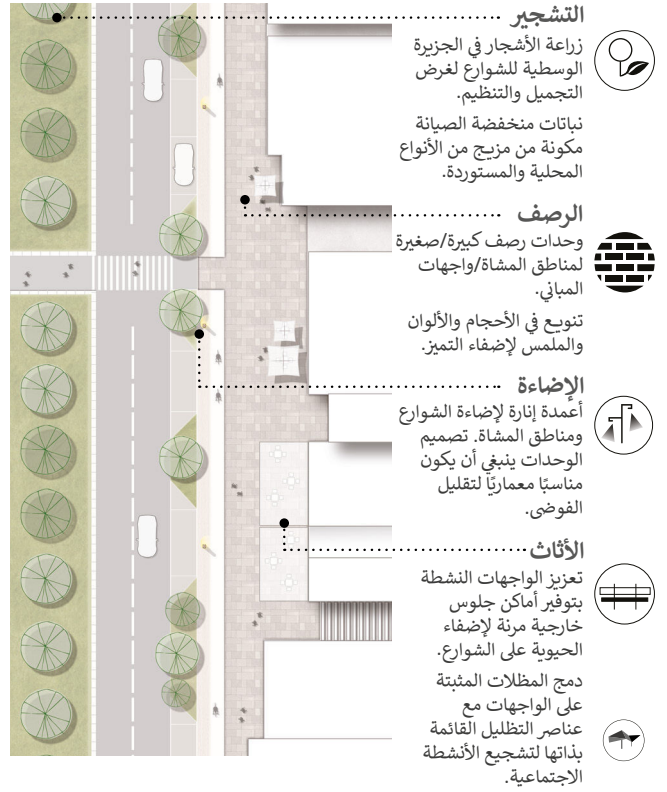 التشجير
زراعة الأشجار في الجزيرة
الوسطية للشوارع لغرض
التجميل والتنظيم.
نباتات منخفضة الصيانة
مكونة من مزيج من الأنواع
المحلية والمستوردة.
الرصف
وحدات رصف كبيرة/صغيرة
لمناطق المشاة/واجهات
المباني.
تنويع في الأحجام والألوان
والملمس لإضفاء التميز.
الإضاءة
أعمدة إنارة لإضاءة الشوارع
ومناطق المشاة. تصميم
الوحدات ينبغي أن يكون
مناسبًا معماريًا لتقليل
الفوضى.
الأثاث
تعزيز الواجهات النشطة
بتوفير أماكن جلوس
خارجية مرنة لإضفاء
الحيوية على الشوارع.
دمج المظلات المثبتة
على الواجهات مع
عناصر التظليل القائمة
بذاتها لتشجيع الأنشطة
الاجتماعية.